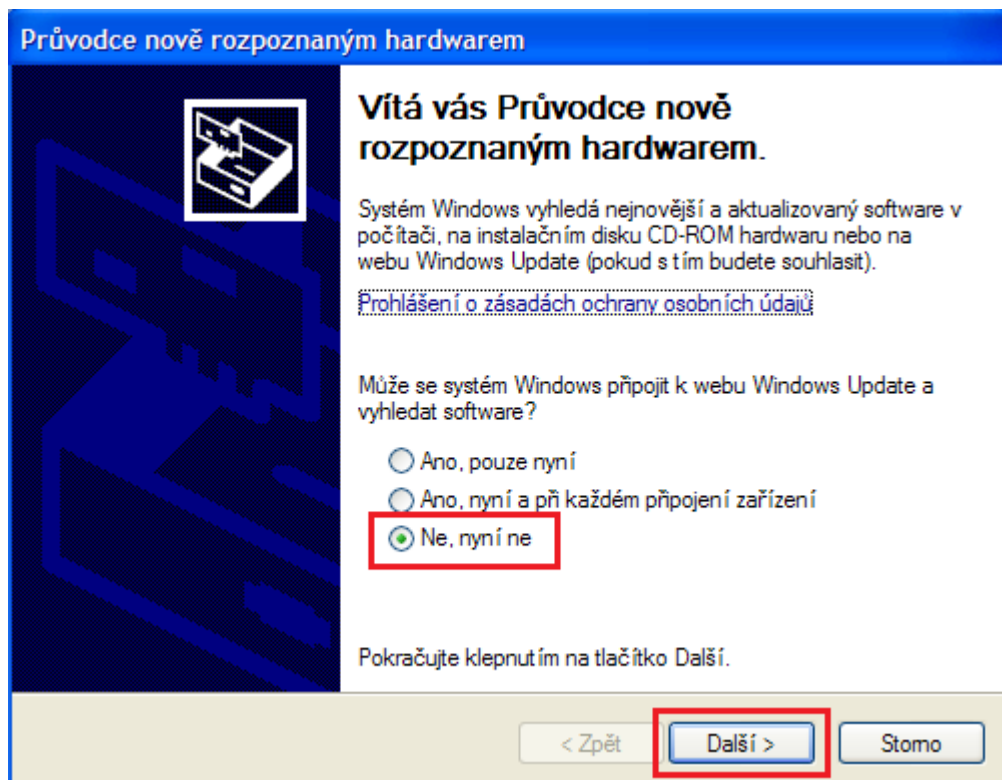 Průvodce nově rozpoznaným hardwarem
Vítá vás Průvodce nově
rozpoznaným hardwarem.
Systém Windows vyhledá nejnovější a aktualizovaný software v
počítači, na instalačním disku CD-ROM hardwaru nebo na
webu Windows Update (pokud s tím budete souhlasit).
Prohlášení o zásadách ochrany osobních údajů
Může se systém Windows připojit k webu Windows Update a
vyhledat software?
Ano, pouze nyní
Ano, nyní a při každém připojení zařízení
Ne, nyní ne
Pokračujte klepnutím na tlačítko Další.
< Zpět
Další >
Storno